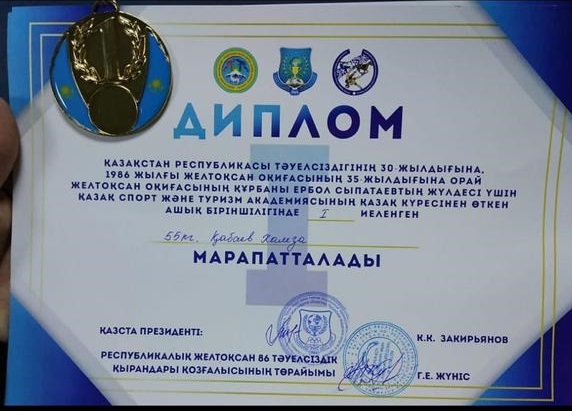 1
ДИПЛОМ
ҚАЗАҚСТАН РЕСПУБЛИКАСЫ ТӘУЕЛСІЗДІГІНІҢ 30-ЖЫЛДЫҒЫНА,
1986 ЖЫЛҒЫ ЖЕЛТОҚСАН ОҚИҒАСЫНЫҢ 35-ЖЫЛДЫҒЫНА ОРАЙ
ЖЕЛТОҚСАН ОҚИҒАСЫНЫҢ ҚҰРБАНЫ ЕРБОЛ СЫПАТАЕВТЫҢ ЖҮЛДЕСІ ҮШІН
ҚАЗАҚ СПОРТ ЖӘНЕ ТУРИЗМ АКАДЕМИЯСЫНЫҢ ҚАЗАҚ КҮРЕСІНЕН ӨТКЕН
АШЫҚ БІРІНШІЛІГІНДЕ I ИЕЛЕНГЕН
55кг. Қабаев Хамза
МАРАПАТТАЛАДЫ
ҚАЗСТА ПРЕЗИДЕНТІ: К.К. ЗАКИРЬЯНОВ
РЕСПУБЛИКАЛЫҚ ЖЕЛТОҚСАН 86 ТӘУЕЛСІЗДІК
ҚЫРАНДАРЫ ҚОЗҒАЛЫСЫНЫҢ ТӨРАЙЫМЫ Г.Е. ЖҮНІС